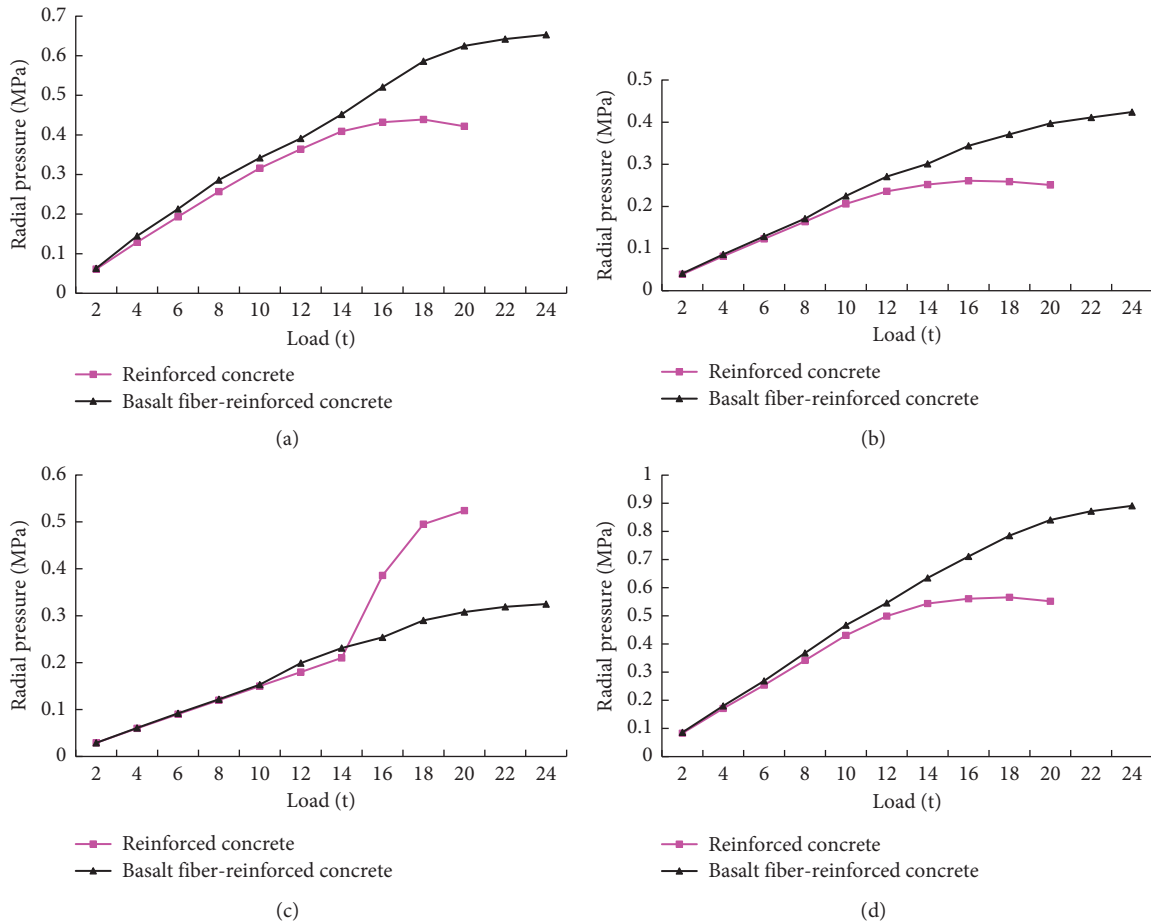 0.7
0.6
0.5
0.4
0.3
0.2
0.1
0
Radial pressure (MPa)
2 4 6 8 10 12 14 16 18 20 22 24
Load (t)
Reinforced concrete
Basalt fiber-reinforced concrete
(a)
0.5
0.4
0.3
0.2
0.1
0
Radial pressure (MPa)
2 4 6 8 10 12 14 16 18 20 22 24
Load (t)
Reinforced concrete
Basalt fiber-reinforced concrete
(b)
0.6
0.5
0.4
0.3
0.2
0.1
0
Radial pressure (MPa)
2 4 6 8 10 12 14 16 18 20 22 24
Load (t)
Reinforced concrete
Basalt fiber-reinforced concrete
(c)
1
0.9
0.8
0.7
0.6
0.5
0.4
0.3
0.2
0.1
0
Radial pressure (MPa)
2 4 6 8 10 12 14 16 18 20 22 24
Load (t)
Reinforced concrete
Basalt fiber-reinforced concrete
(d)